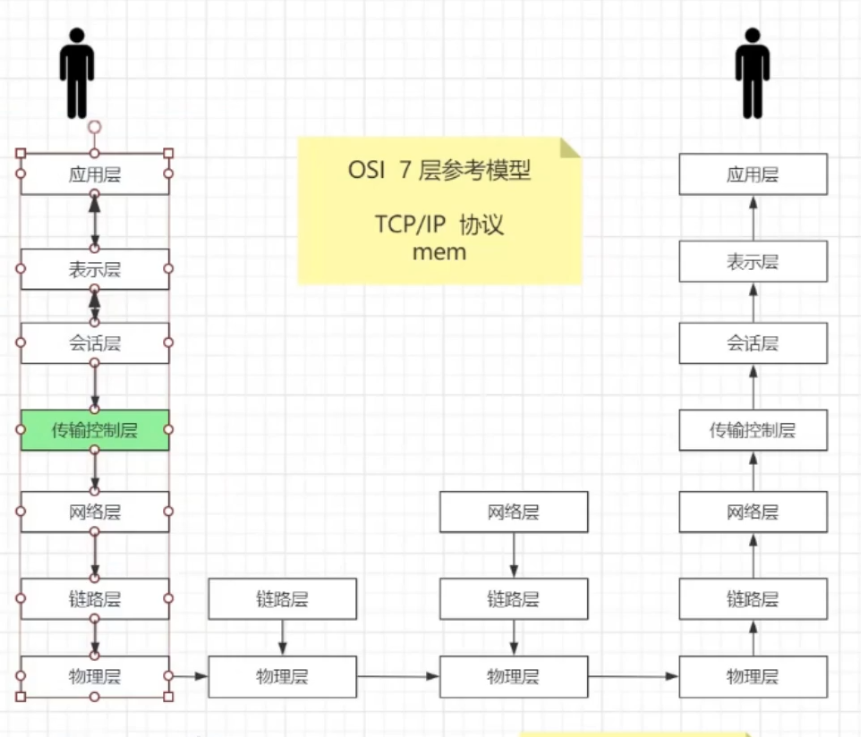 OSI 7 层参考模型
TCP/IP 协议
mem
应用层
表示层
会话层
传输控制层
网络层
链路层
物理层
链路层
物理层
网络层
链路层
物理层
应用层
表示层
会话层
传输控制层
网络层
链路层
物理层